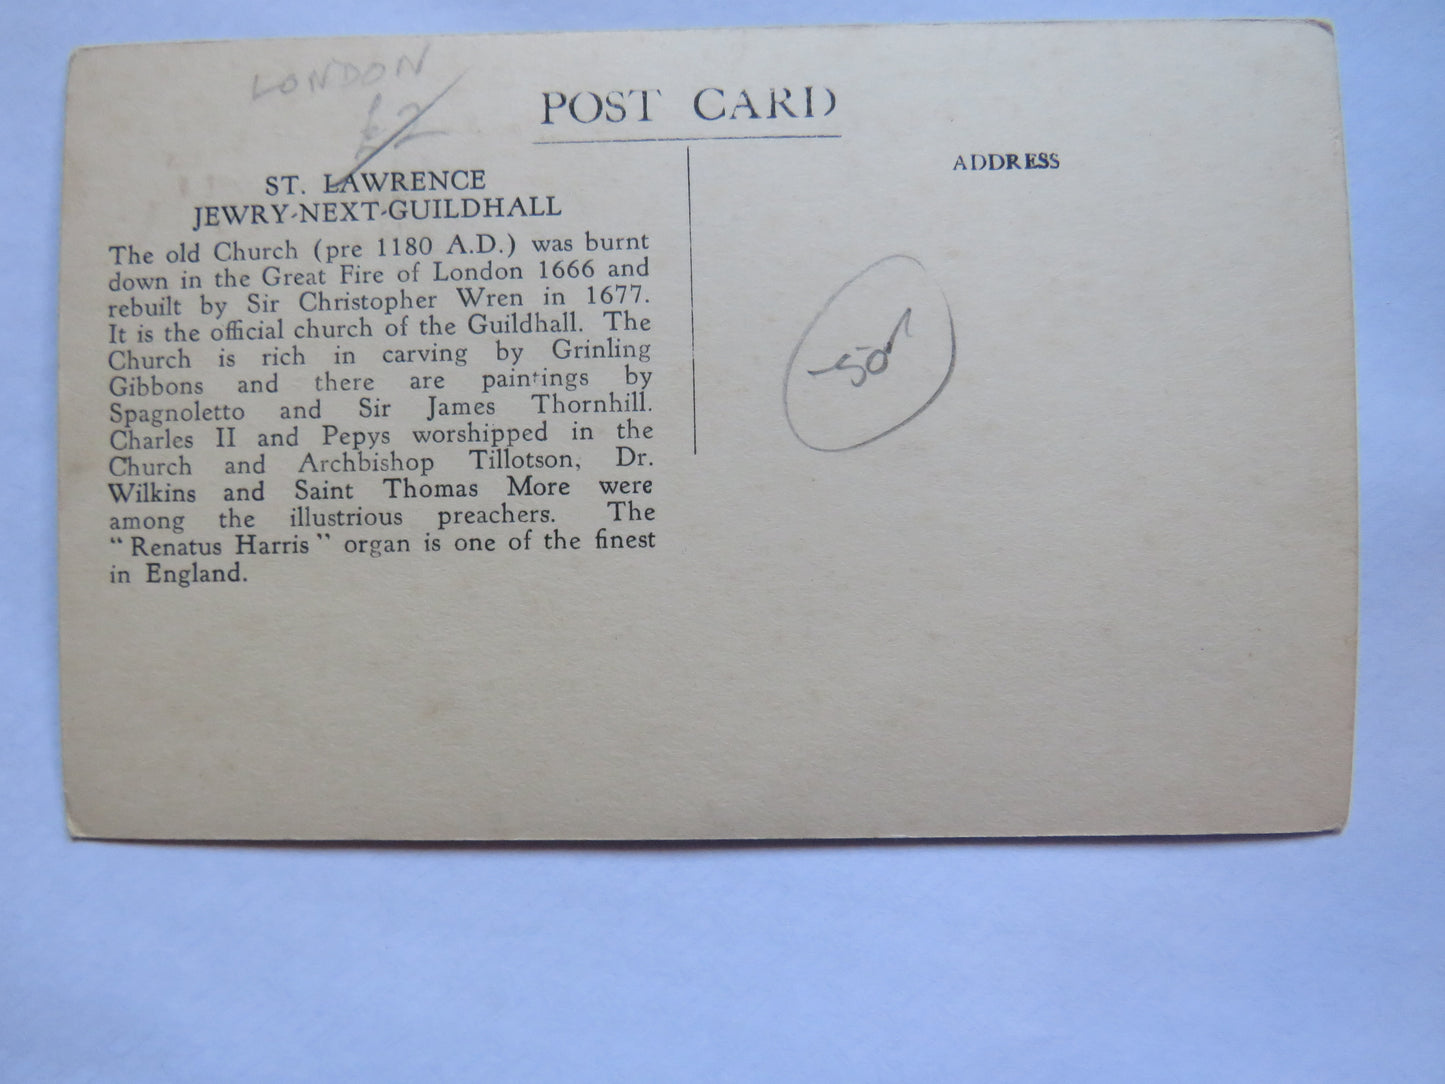 LONDON
£2
POST CARD
ST. LAWRENCE
JEWRY-NEXT-GUILDHALL
The old Church (pre 1180 A.D.) was burnt
down in the Great Fire of London 1666 and
rebuilt by Sir Christopher Wren in 1677.
It is the official church of the Guildhall. The
Church is rich in carving by Grinling
Gibbons and there are paintings by
Spagnoletto and Sir James Thornhill.
Charles II and Pepys worshipped in the
Church and Archbishop Tillotson, Dr.
Wilkins and Saint Thomas More were
among the illustrious preachers. The
“Renatus Harris” organ is one of the finest
in England.
ADDRESS